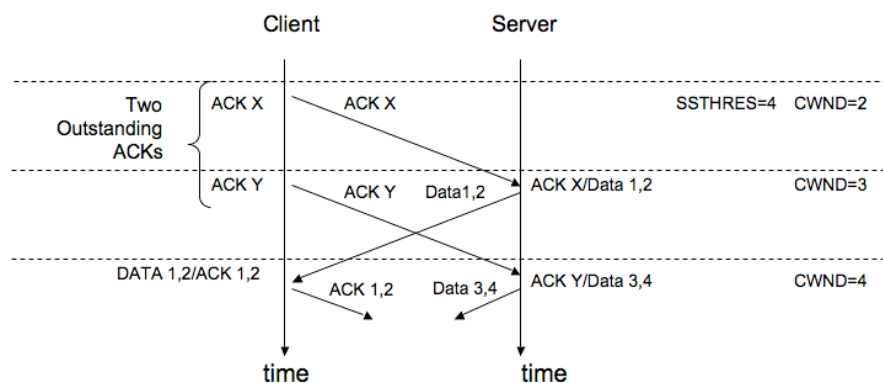 Client Server
Two
Outstanding
ACKs
ACK X ACK X SSTHRES=4 CWND=2
ACK Y ACK Y Data1,2 ACK X/Data 1,2 CWND=3
DATA 1,2/ACK 1,2 ACK 1,2 Data 3,4 ACK Y/Data 3,4 CWND=4
time time